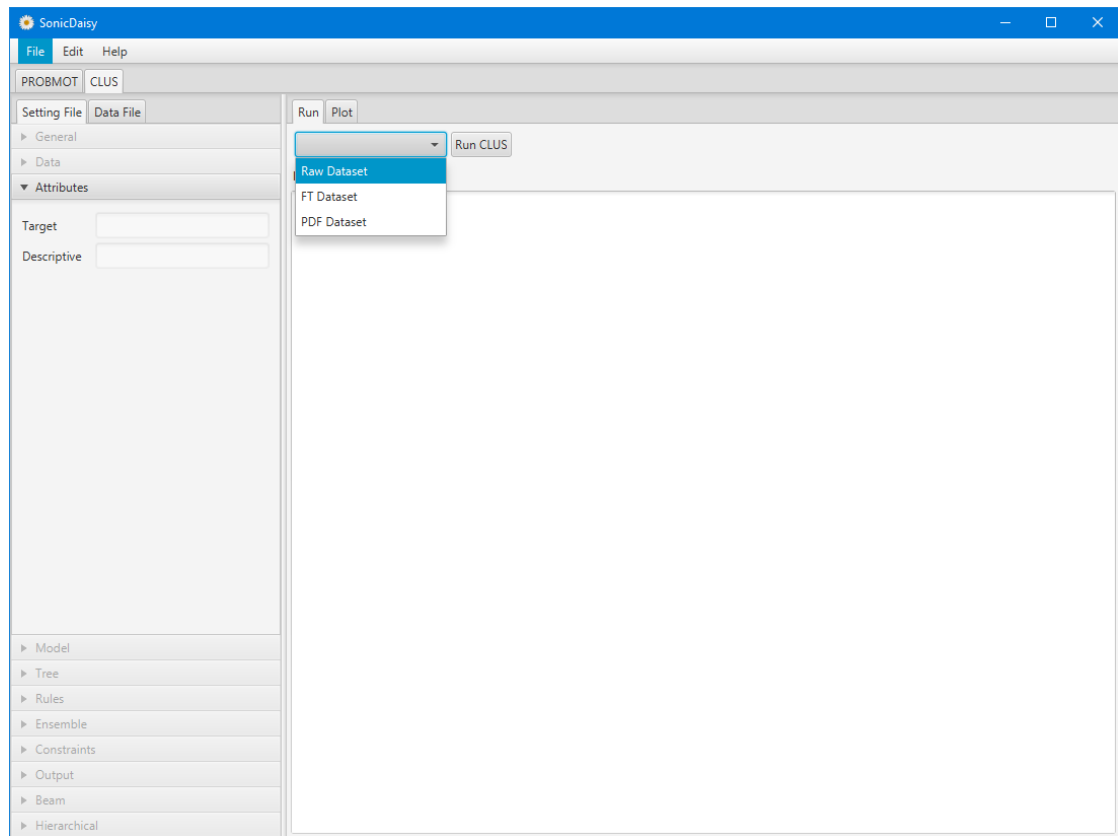 SonicDaisy
File Edit Help
PROBMOT CLUS
Setting File Data File
Run Plot
General
Run CLUS
Data
Raw Dataset
Attributes
FT Dataset
Target
PDF Dataset
Descriptive
Model
Tree
Rules
Ensemble
Constraints
Output
Beam
Hierarchical